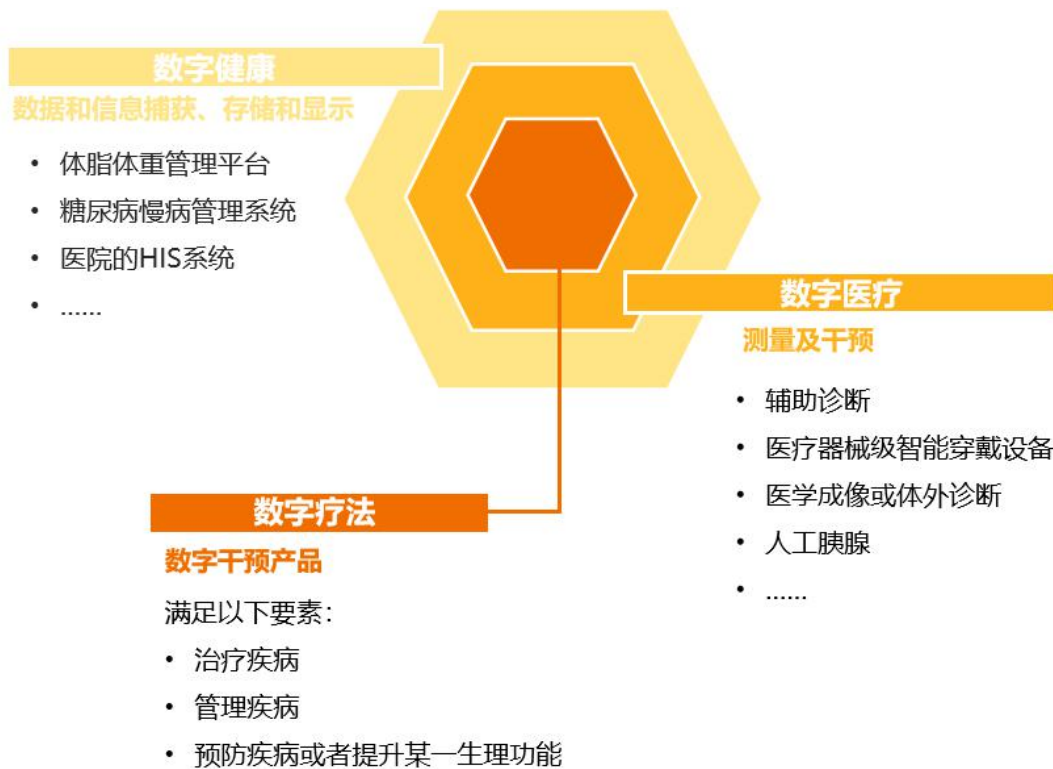 数字健康
数据和信息捕获、存储和显示
• 体脂体重管理平台
• 糖尿病慢病管理系统
• 医院的HIS系统
• ......
数字医疗
测量及干预
• 辅助诊断
• 医疗器械级智能穿戴设备
• 医学成像或体外诊断
• 人工胰腺
• ......
数字疗法
数字干预产品
满足以下要素：
• 治疗疾病
• 管理疾病
• 预防疾病或者提升某一生理功能